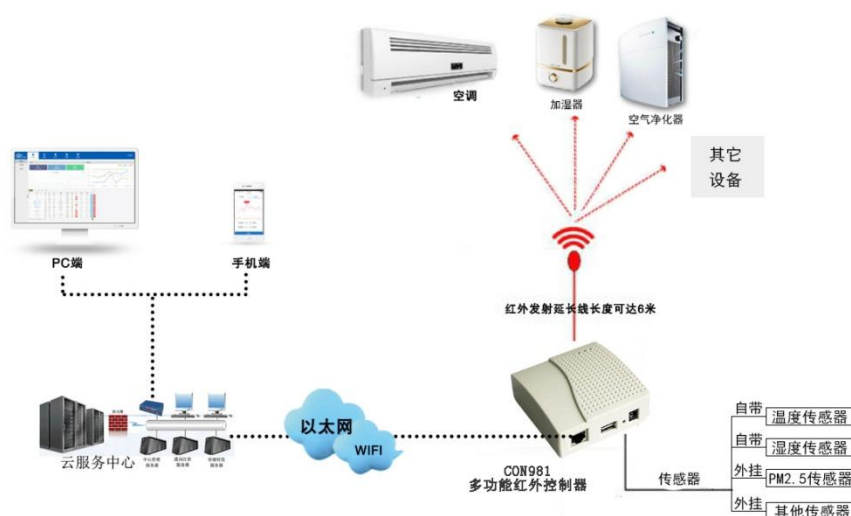 空调
加湿器
空气净化器
其它
设备
PC端
手机端
红外发射延长线长度可达6米
以太网
WIFI
云服务中心
CON981
多功能红外控制器
传感器
自带
温度传感器
自带
湿度传感器
外挂
PM2.5传感器
外挂
其他传感器